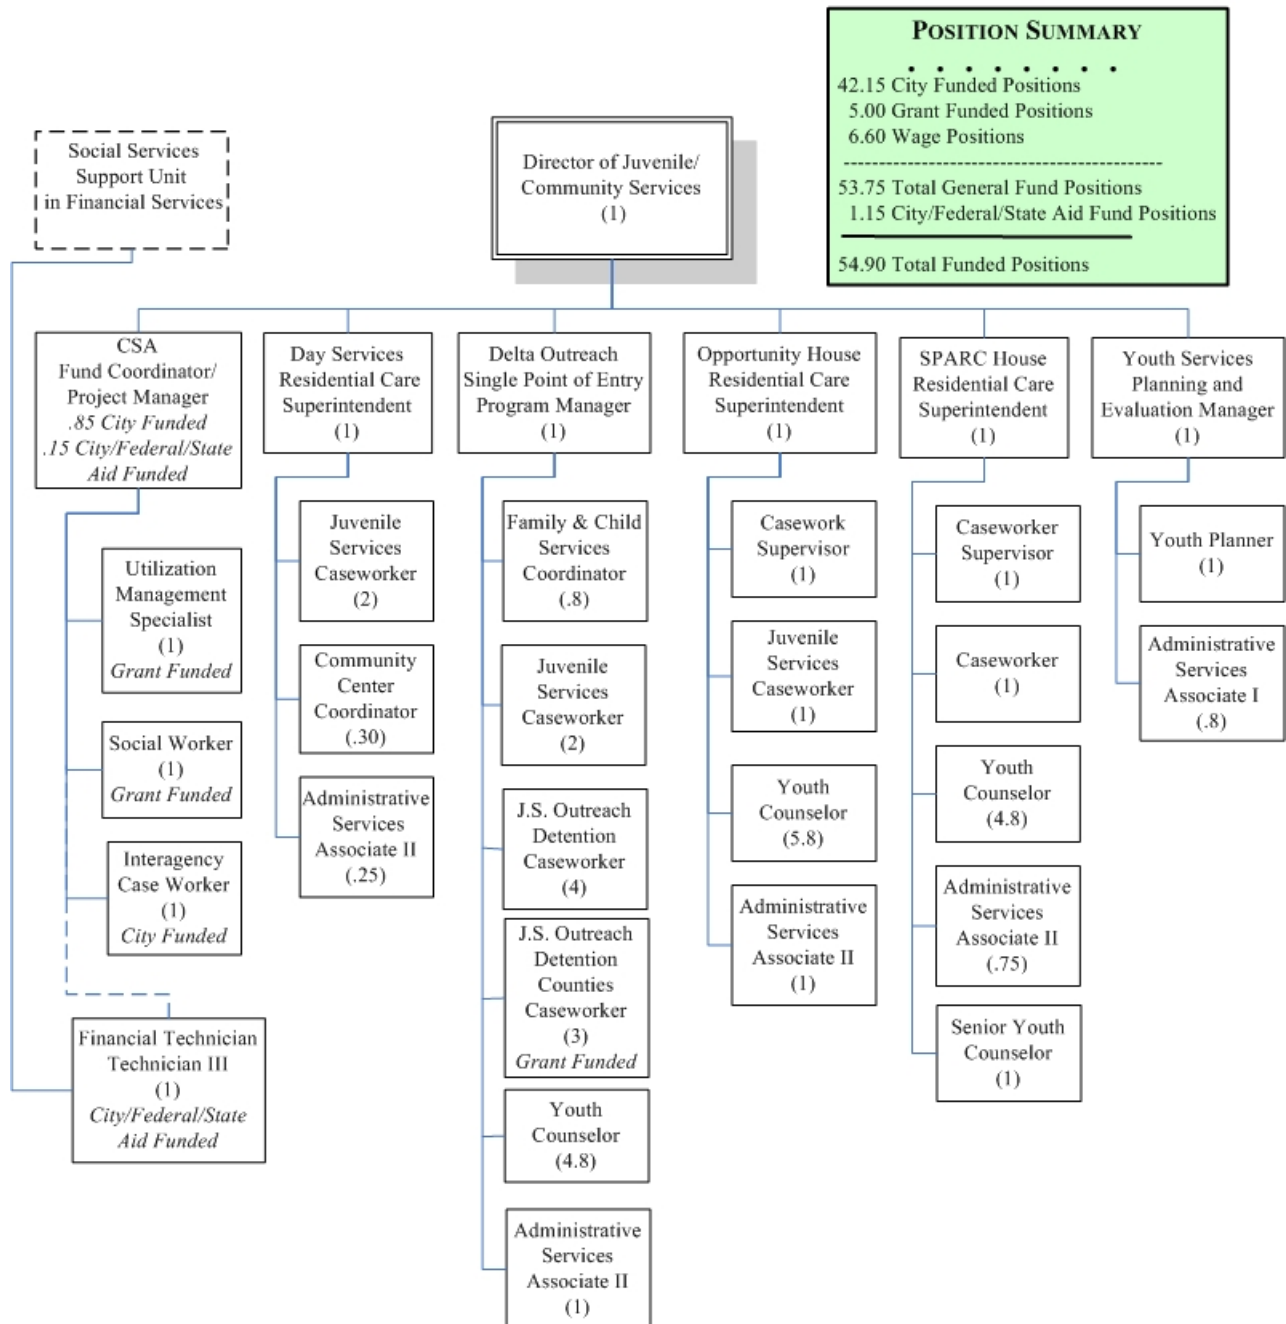 POSITION SUMMARY
. . . . . . . .
42.15 City Funded Positions
5.00 Grant Funded Positions
6.60 Wage Positions
--------------------------------------------
53.75 Total General Fund Positions
1.15 City/Federal/State Aid Fund Positions
54.90 Total Funded Positions
Social Services
Support Unit
in Financial Services
Director of Juvenile/
Community Services
(1)
CSA
Fund Coordinator/
Project Manager
.85 City Funded
.15 City/Federal/State
Aid Funded
Utilization
Management
Specialist
(1)
Grant Funded
Social Worker
(1)
Grant Funded
Interagency
Case Worker
(1)
City Funded
Financial Technician
Technician III
(1)
City/Federal/State
Aid Funded
Day Services
Residential Care
Superintendent
(1)
Juvenile
Services
Caseworker
(2)
Community
Center
Coordinator
(.30)
Administrative
Services
Associate II
(.25)
Delta Outreach
Single Point of Entry
Program Manager
(1)
Family & Child
Services
Coordinator
(.8)
Juvenile
Services
Caseworker
(2)
J.S. Outreach
Detention
Caseworker
(4)
J.S. Outreach
Detention
Counties
Caseworker
(3)
Grant Funded
Youth
Counselor
(4.8)
Administrative
Services
Associate II
(1)
Opportunity House
Residential Care
Superintendent
(1)
Casework
Supervisor
(1)
Juvenile
Services
Caseworker
(1)
Youth
Counselor
(5.8)
Administrative
Services
Associate II
(1)
SPARC House
Residential Care
Superintendent
(1)
Caseworker
Supervisor
(1)
Caseworker
(1)
Youth
Counselor
(4.8)
Administrative
Services
Associate II
(.75)
Senior Youth
Counselor
(1)
Youth Services
Planning and
Evaluation Manager
(1)
Youth Planner
(1)
Administrative
Services
Associate I
(.8)